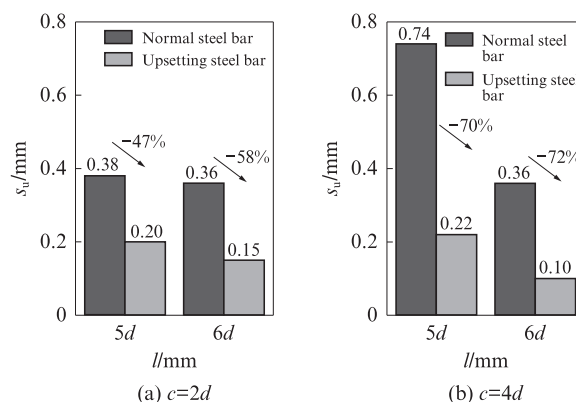 0.8
0.6
0.4
0.2
0
s_u/mm
Normal steel bar
Upsetting steel bar
−47%
−58%
0.38
0.36
0.20
0.15
5d
6d
l/mm
(a) c=2d
0.8
0.6
0.4
0.2
0
s_u/mm
0.74
Normal steel
bar
Upsetting steel
bar
−70%
−72%
0.36
0.22
0.10
5d
6d
l/mm
(b) c=4d